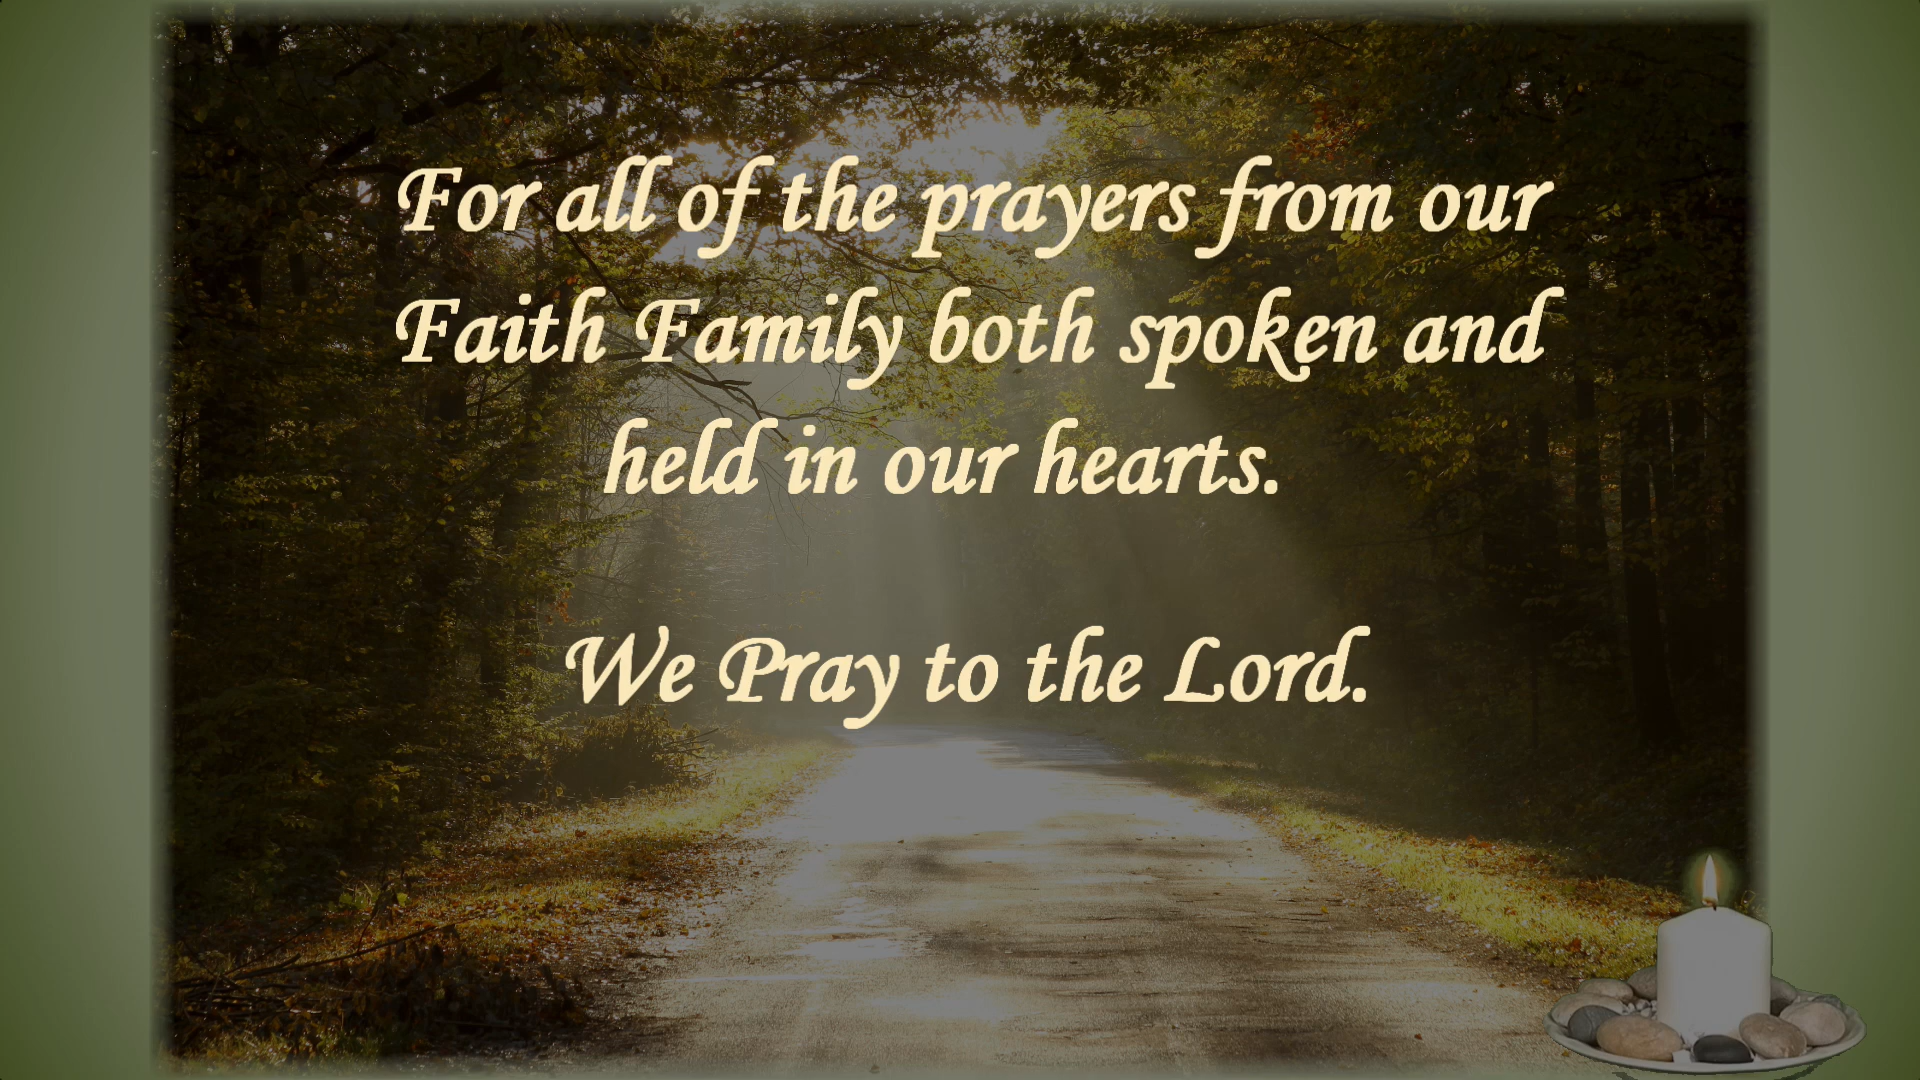 For all of the prayers from our
Faith Family both spoken and
held in our hearts.
We Pray to the Lord.